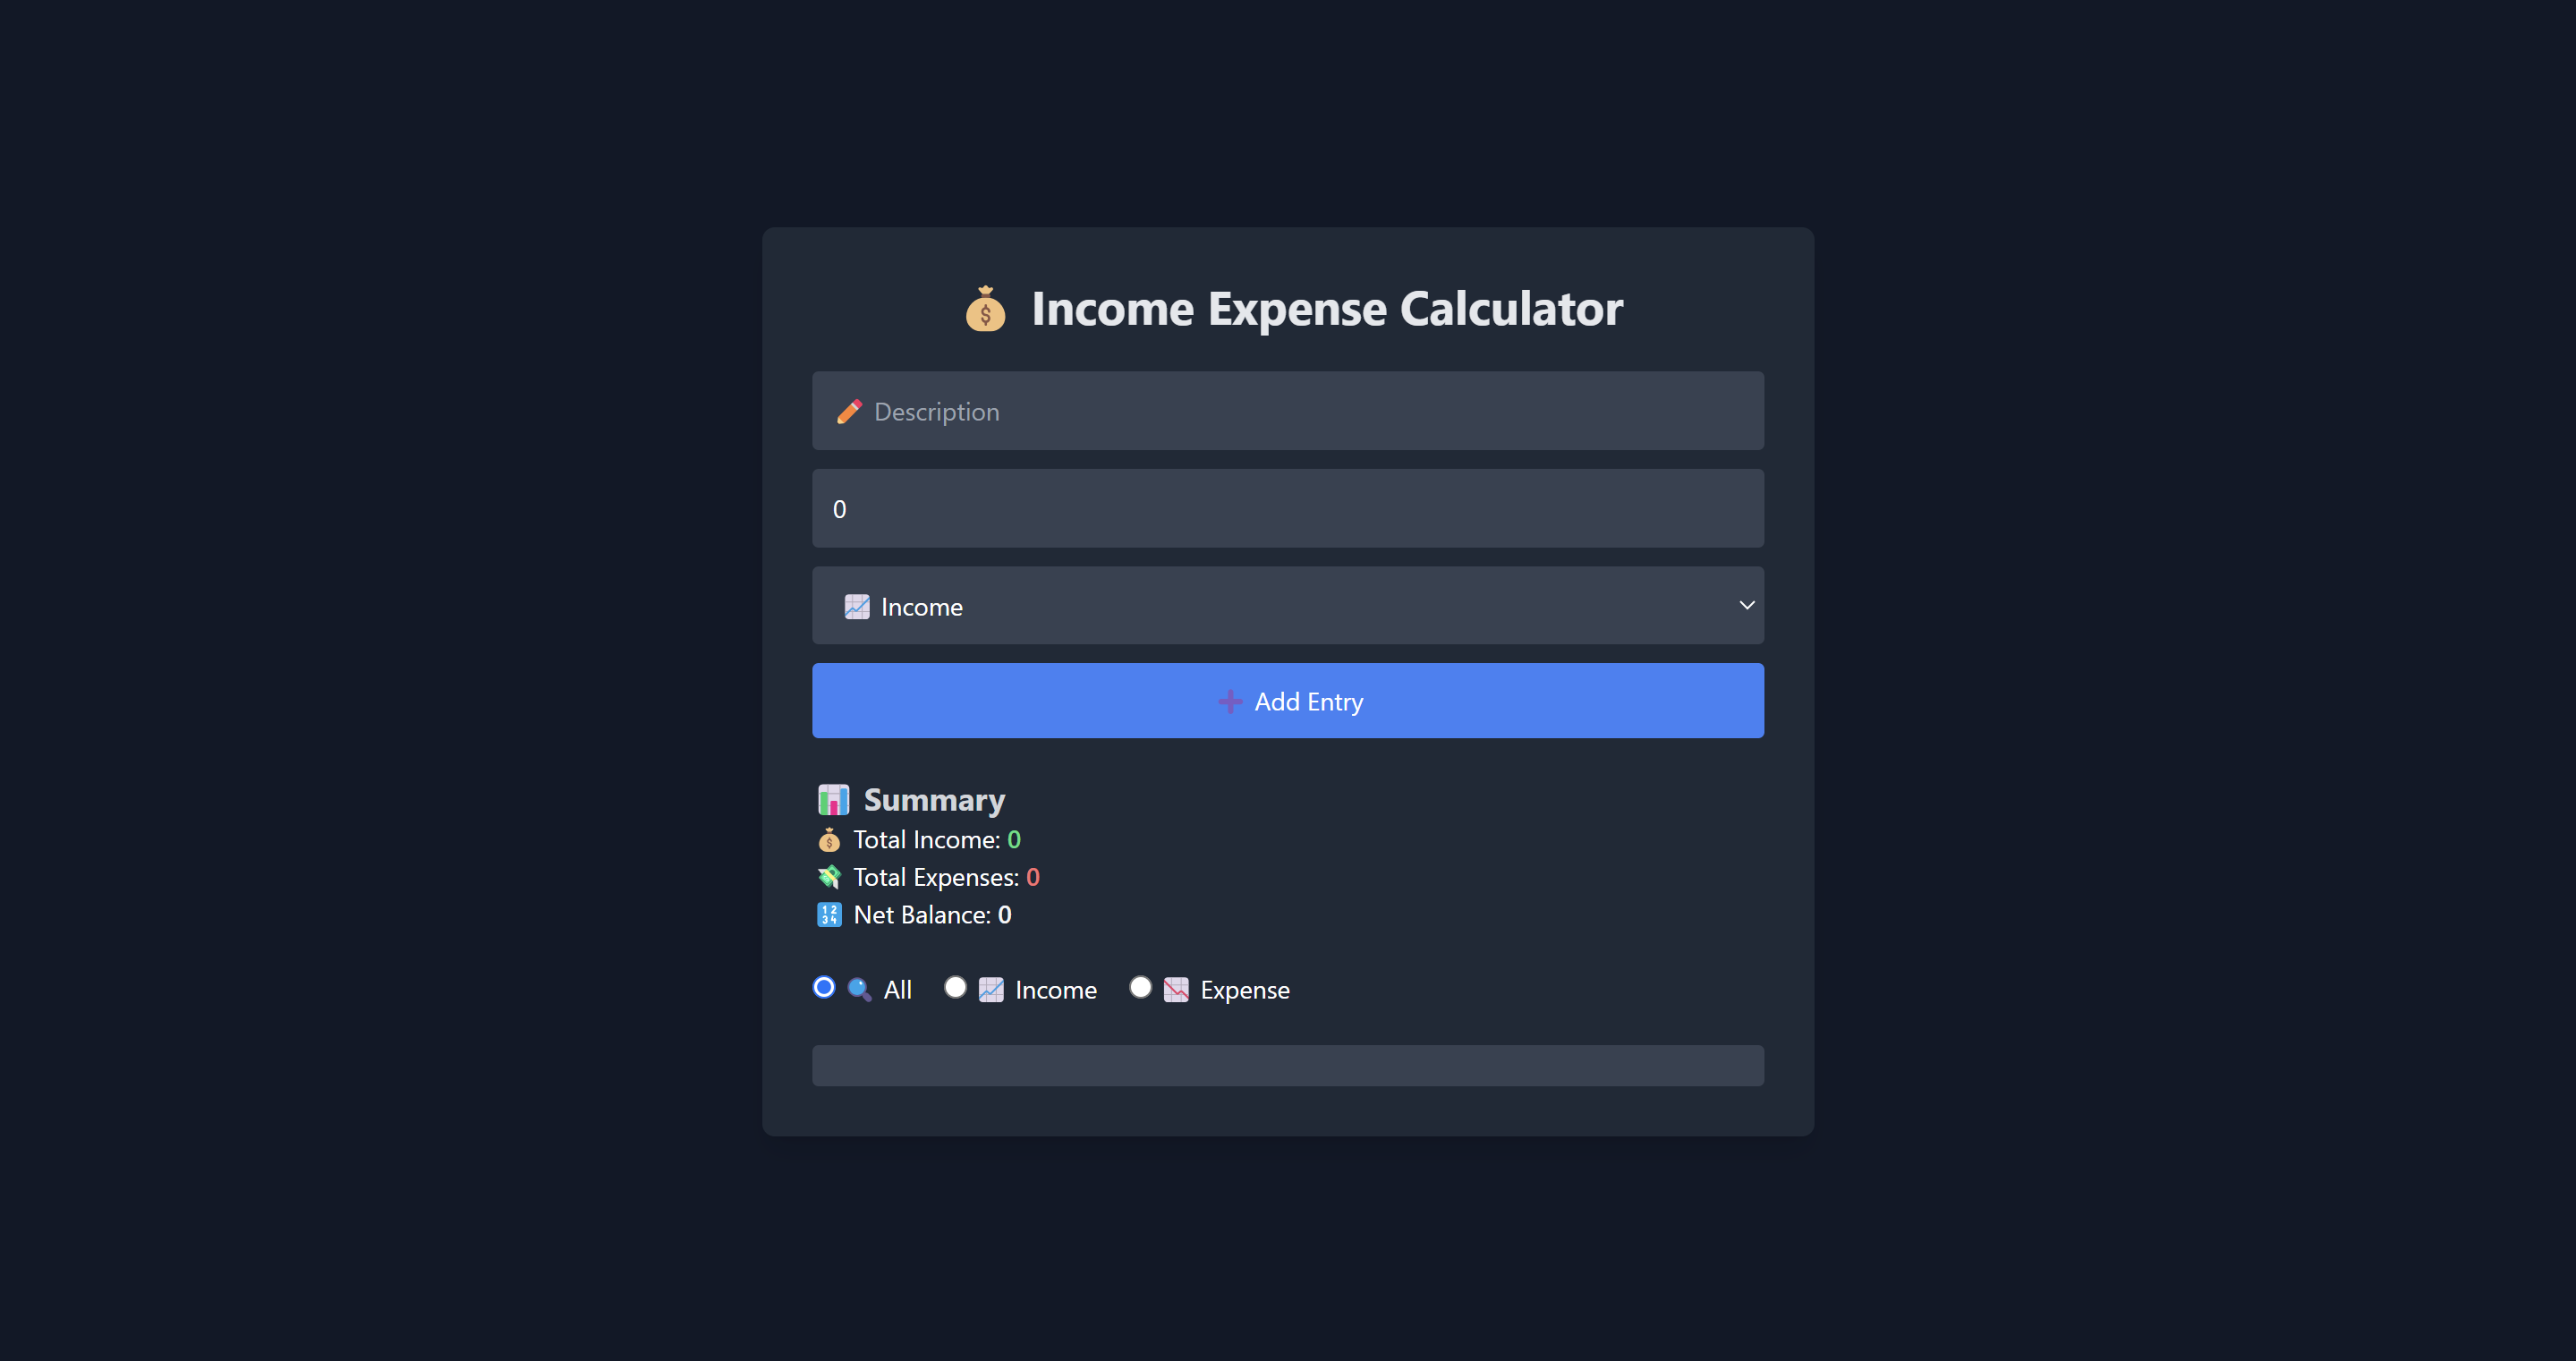 Income Expense Calculator
Description
0
Income
Add Entry
Summary
Total Income: 0
Total Expenses: 0
Net Balance: 0
All Income Expense